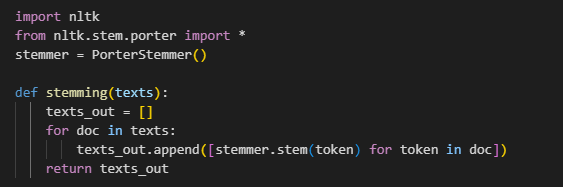 import nltk
from nltk.stem.porter import *
stemmer = PorterStemmer()

def stemming(texts):
    texts_out = []
    for doc in texts:
        texts_out.append([stemmer.stem(token) for token in doc])
    return texts_out